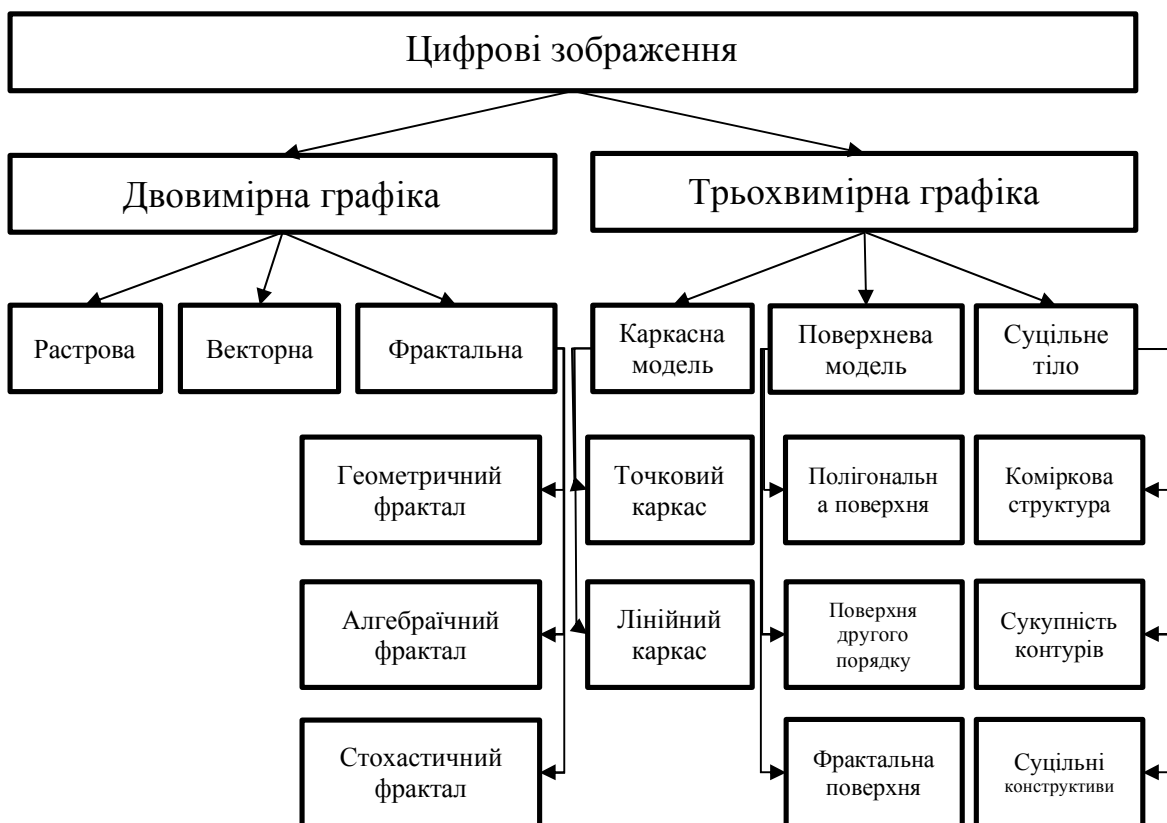 Цифрові зображення
Двовимірна графіка
Трьохвимірна графіка
Растрова
Векторна
Фрактальна
Каркасна
модель
Поверхнева
модель
Суцільне
тіло
Геометричний
фрактал
Точковий
каркас
Полігональн
а поверхня
Коміркова
структура
Алгебраїчний
фрактал
Лінійний
каркас
Поверхня
другого
порядку
Сукупність
контурів
Стохастичний
фрактал
Фрактальна
поверхня
Суцільні
конструктиви